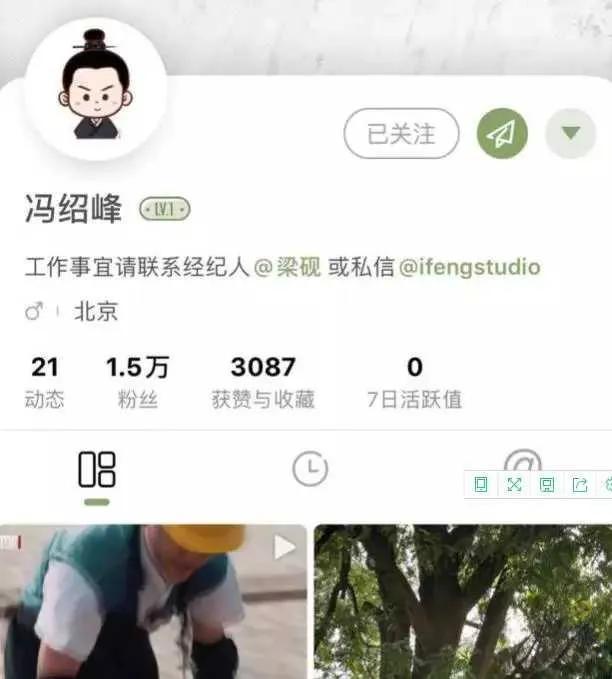 已关注
冯绍峰 LV.1
工作事宜请联系经纪人@梁砚 或私信@ifengstudio
♂ 北京
21 1.5万 3087 0
动态 粉丝 获赞与收藏 7日活跃值
@